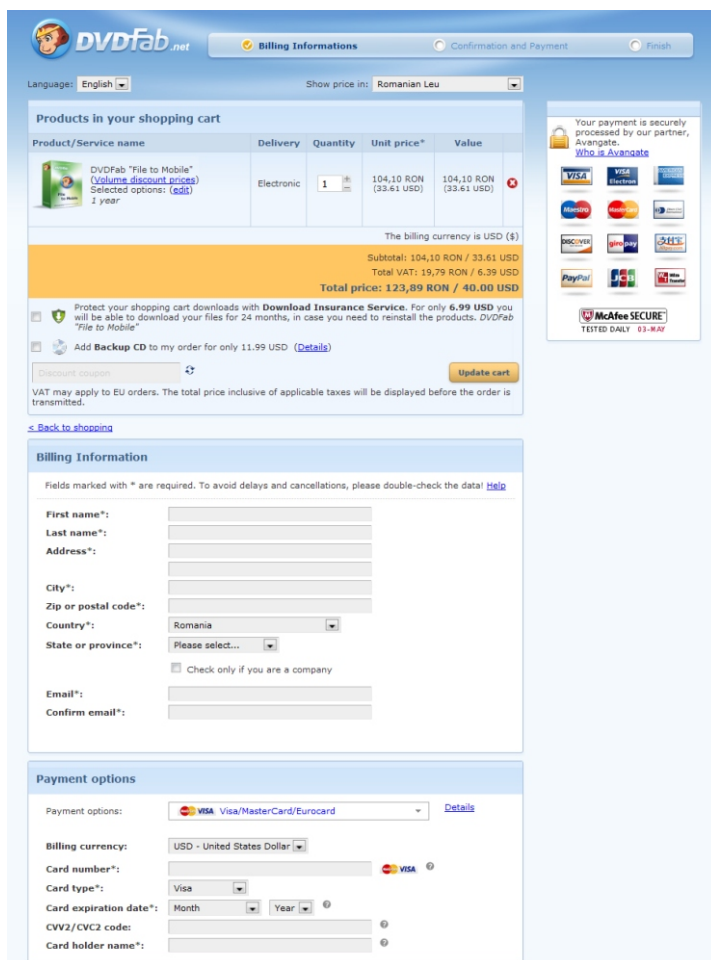 DVDFab.net
Billing Informations
Confirmation and Payment
Finish
Language: English
Show price in: Romanian Leu
Products in your shopping cart
Product/Service name Delivery Quantity Unit price* Value
DVDFab "File to Mobile"
(Volume discount prices)
Selected options: (edit)
1 year
Electronic
1
104,10 RON
(33.61 USD)
104,10 RON
(33.61 USD)
The billing currency is USD ($)
Subtotal: 104,10 RON / 33.61 USD
Total VAT: 19,79 RON / 6.39 USD
Total price: 123,89 RON / 40.00 USD
Protect your shopping cart downloads with Download Insurance Service. For only 6.99 USD you
will be able to download your files for 24 months, in case you need to reinstall the products. DVDFab
"File to Mobile"
Add Backup CD to my order for only 11.99 USD (Details)
Discount coupon
Update cart
VAT may apply to EU orders. The total price inclusive of applicable taxes will be displayed before the order is
transmitted.
< Back to shopping
Your payment is securely
processed by our partner,
Avangate.
Who is Avangate
VISA
VISA
Electron
Maestro
MasterCard
DISCOVER
giropay
PayPal
JCB
Wire
Transfer
McAfee SECURE
TESTED DAILY 03-MAY
Billing Information
Fields marked with * are required. To avoid delays and cancellations, please double-check the data! Help
First name*:
Last name*:
Address*:
City*:
Zip or postal code*:
Country*: Romania
State or province*: Please select...
Check only if you are a company
Email*:
Confirm email*:
Payment options
Payment options: VISA Visa/MasterCard/Eurocard Details
Billing currency: USD - United States Dollar
Card number*: VISA
Card type*: Visa
Card expiration date*: Month Year
CVV2/CVC2 code:
Card holder name*: